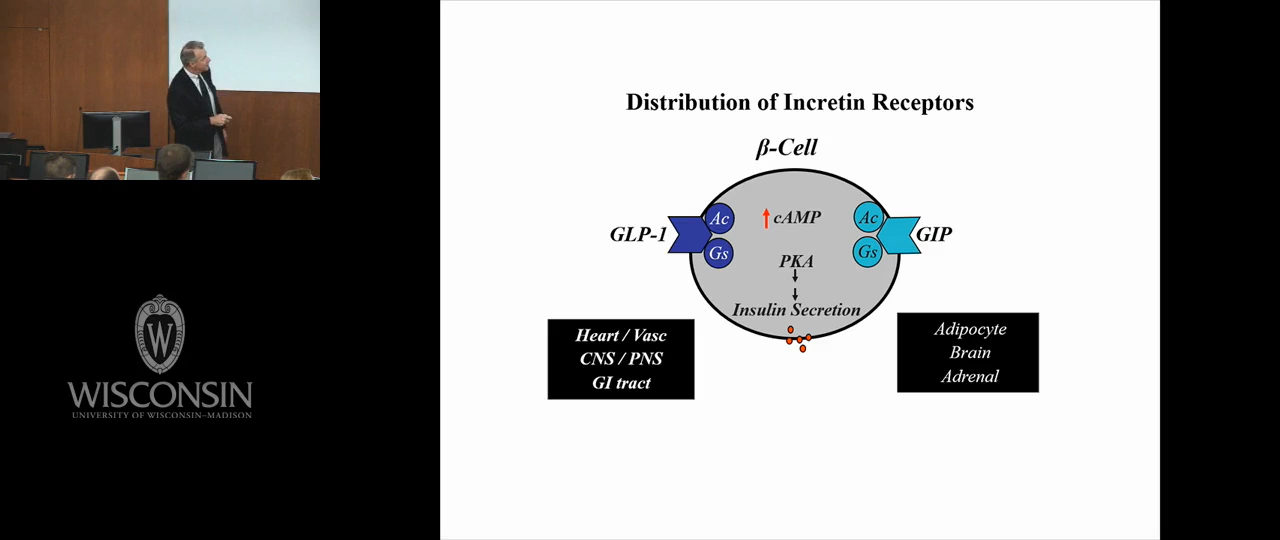 Distribution of Incretin Receptors
β-Cell
GLP-1
Ac
Gs
cAMP
PKA
Insulin Secretion
Ac
Gs
GIP
Heart / Vasc
CNS / PNS
GI tract
Adipocyte
Brain
Adrenal
W
WISCONSIN
UNIVERSITY OF WISCONSIN–MADISON